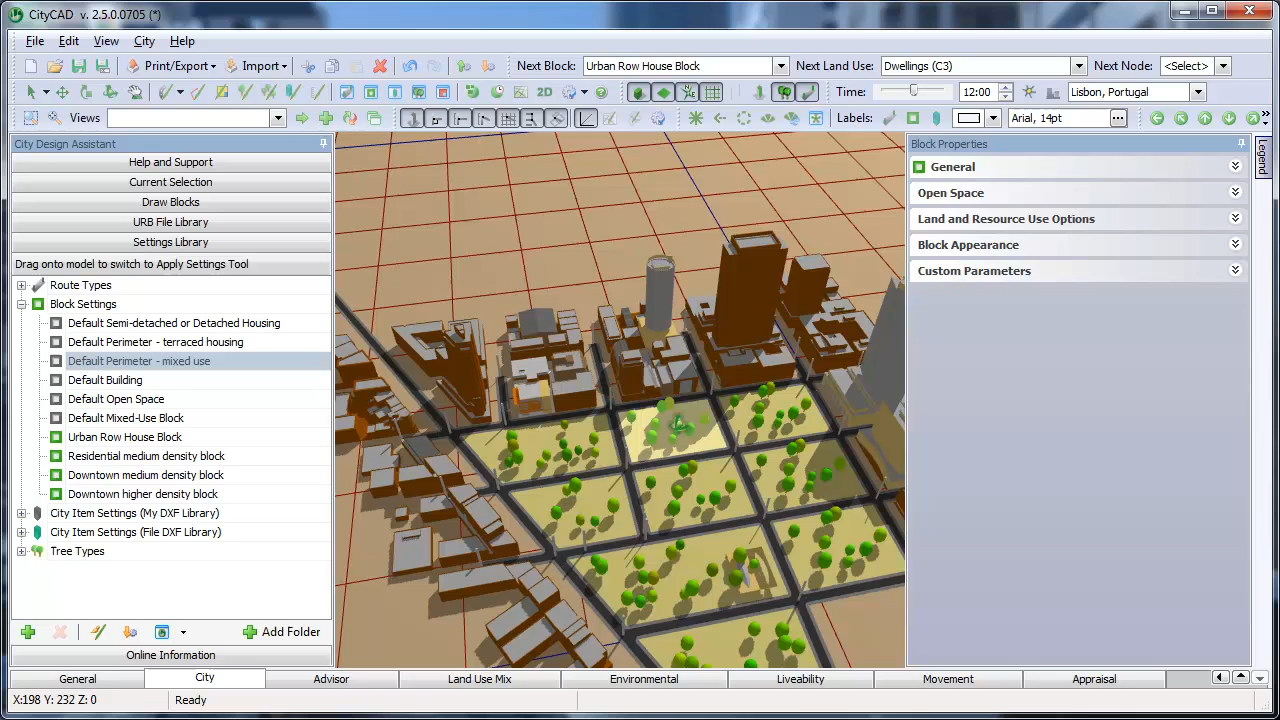 CityCAD v. 2.5.0.0705 (*)
File Edit View City Help
Print/Export Import Next Block: Urban Row House Block Next Land Use: Dwellings (C3) Next Node: <Select>
2D Time: 12:00 Lisbon, Portugal
Views Labels: Arial, 14pt
City Design Assistant
Help and Support
Current Selection
Draw Blocks
URB File Library
Settings Library
Drag onto model to switch to Apply Settings Tool
Route Types
Block Settings
Default Semi-detached or Detached Housing
Default Perimeter - terraced housing
Default Perimeter - mixed use
Default Building
Default Open Space
Default Mixed-Use Block
Urban Row House Block
Residential medium density block
Downtown medium density block
Downtown higher density block
City Item Settings (My DXF Library)
City Item Settings (File DXF Library)
Tree Types
Add Folder
Online Information
Block Properties
General
Open Space
Land and Resource Use Options
Block Appearance
Custom Parameters
Legend
General City Advisor Land Use Mix Environmental Liveability Movement Appraisal
X:198 Y: 232 Z: 0 Ready